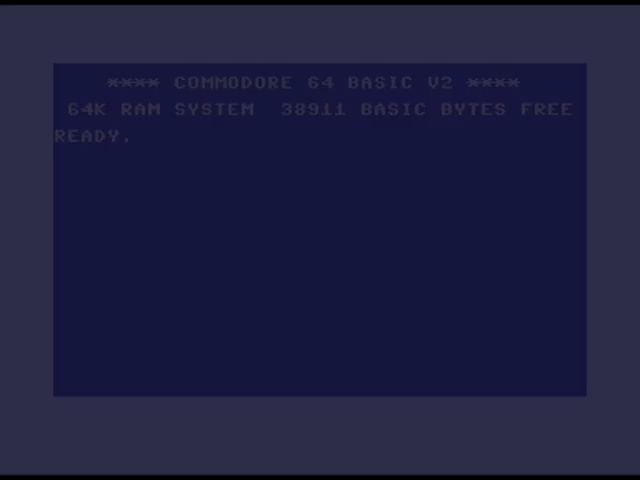 **** COMMODORE 64 BASIC V2 ****
64K RAM SYSTEM  38911 BASIC BYTES FREE
READY.